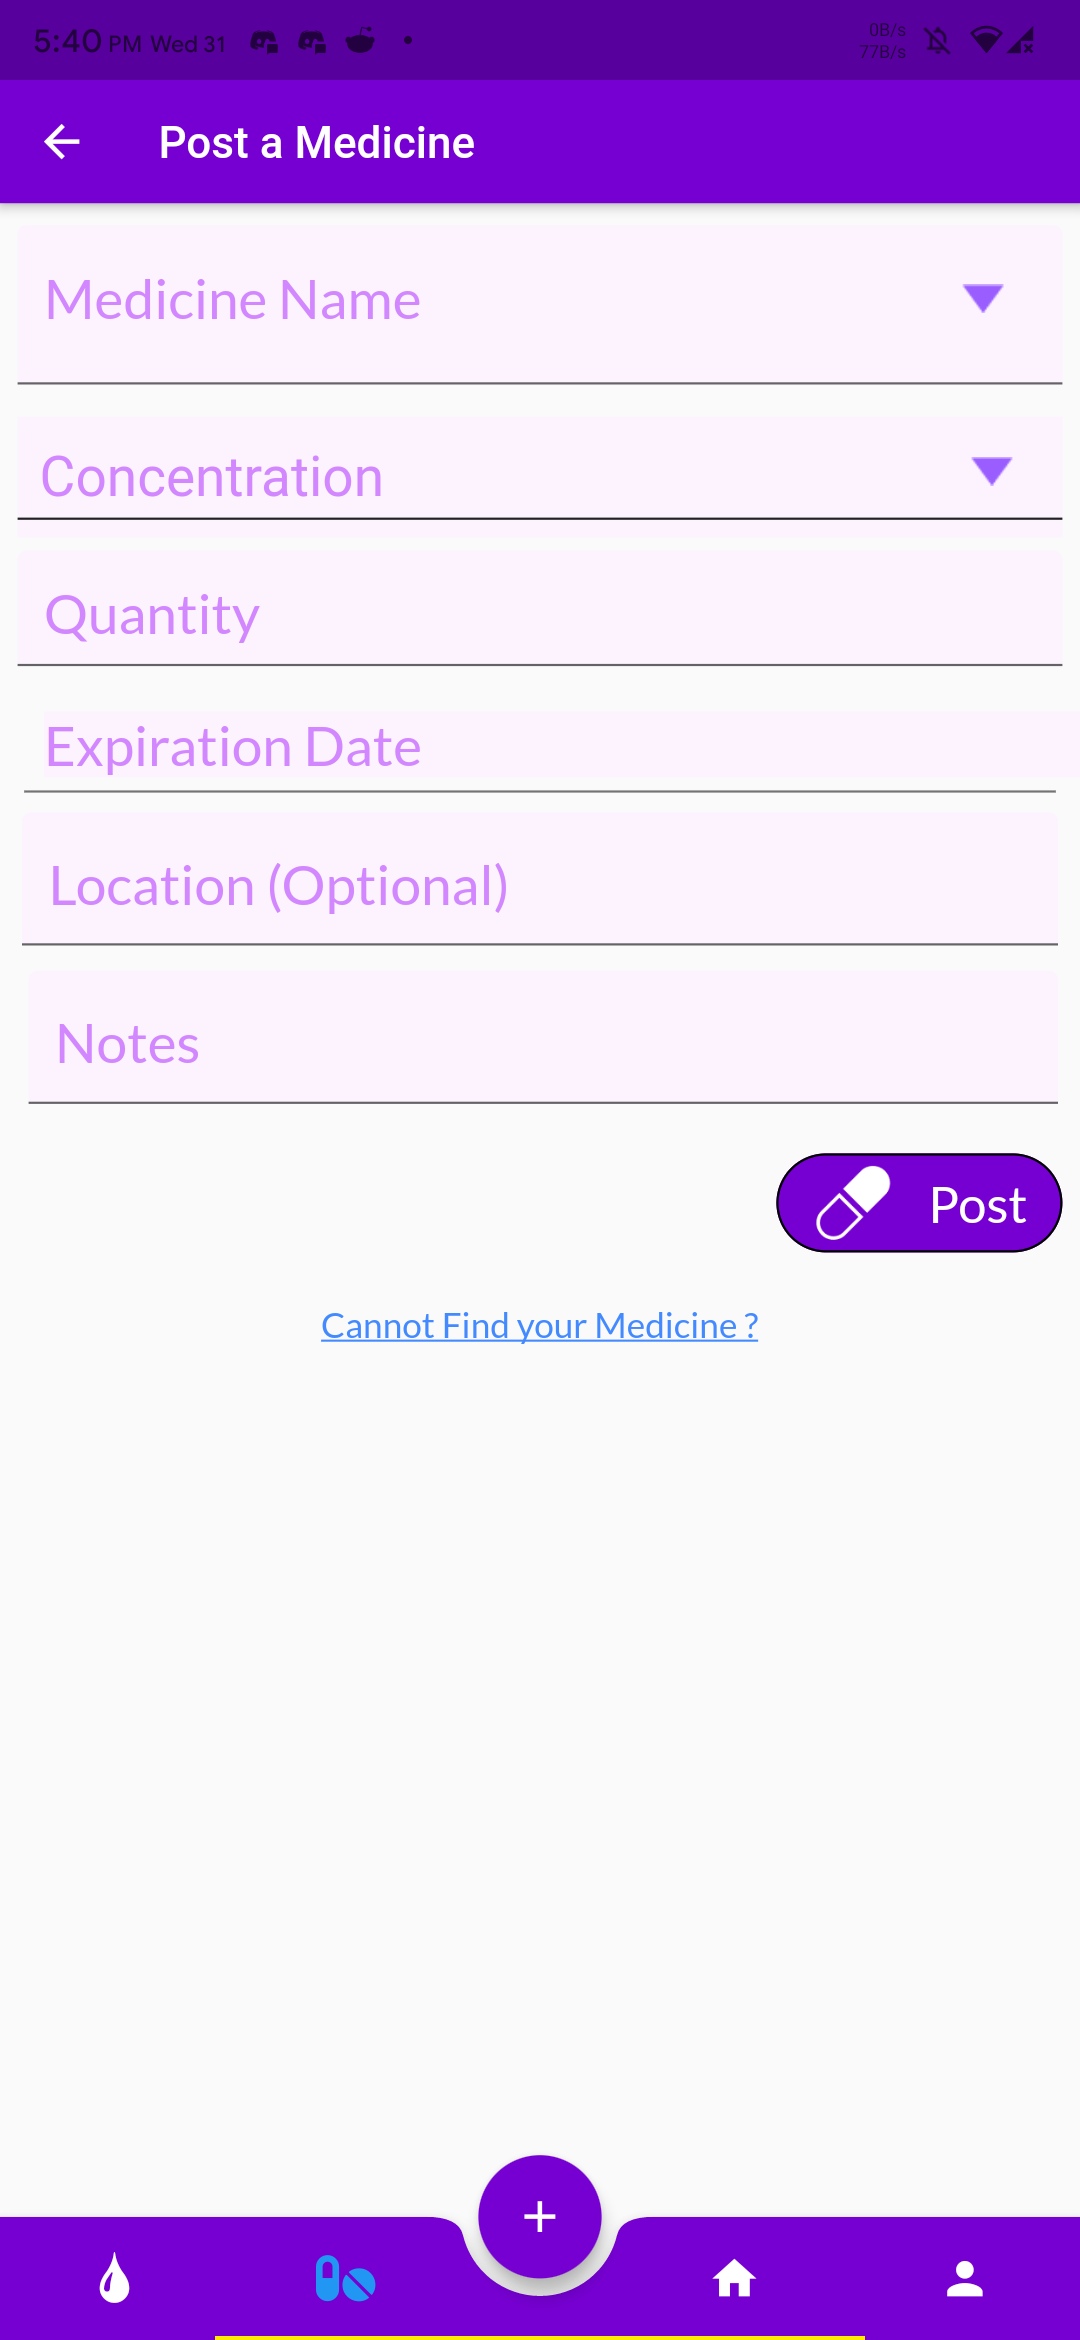 5:40 PM Wed 31
0B/s
77B/s
Post a Medicine
Medicine Name
Concentration
Quantity
Expiration Date
Location (Optional)
Notes
Post
Cannot Find your Medicine ?